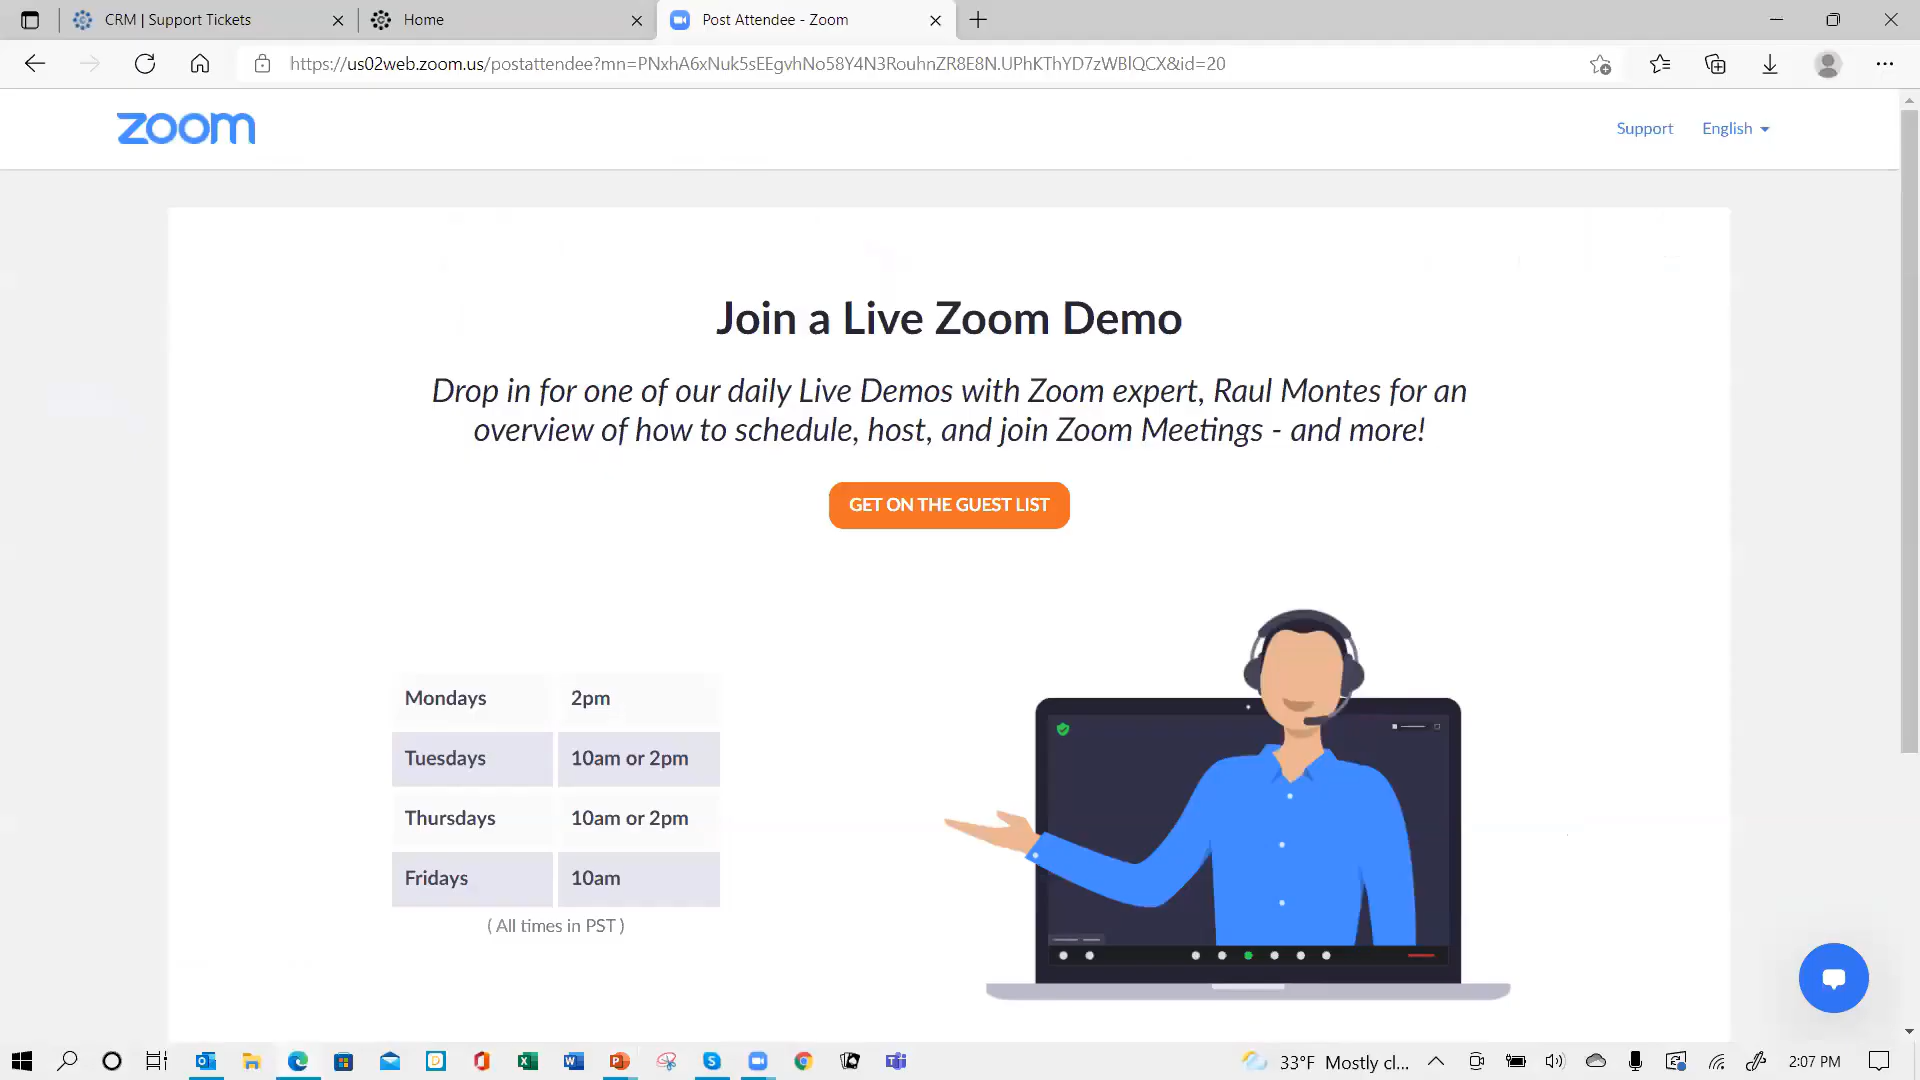 CRM | Support Tickets
Home
Post Attendee - Zoom
https://us02web.zoom.us/postattendee?mn=PNxhA6xNuk5sEEgvhNo58Y4N3RouhnZR8E8N.UPhKThYD7zWBlQCX&id=20
zoom
Support
English
Join a Live Zoom Demo
Drop in for one of our daily Live Demos with Zoom expert, Raul Montes for an
overview of how to schedule, host, and join Zoom Meetings - and more!
GET ON THE GUEST LIST
Mondays 2pm
Tuesdays 10am or 2pm
Thursdays 10am or 2pm
Fridays 10am
( All times in PST )
33°F Mostly cl...
2:07 PM